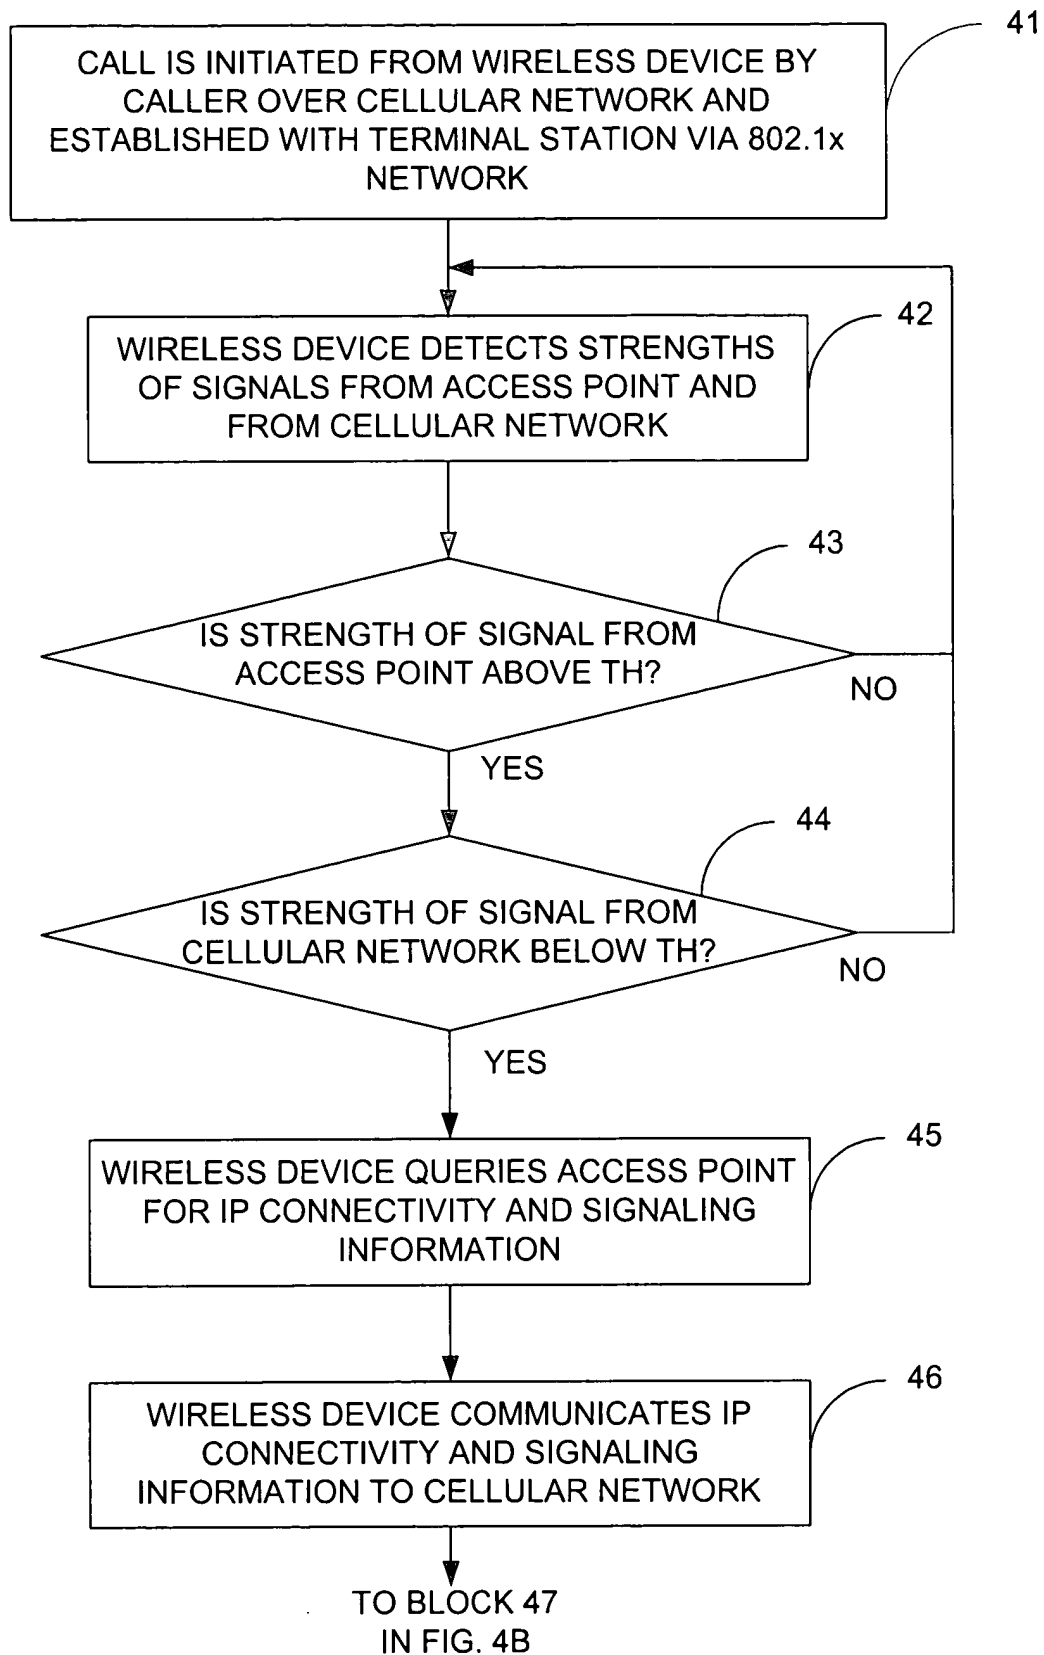 41
CALL IS INITIATED FROM WIRELESS DEVICE BY
CALLER OVER CELLULAR NETWORK AND
ESTABLISHED WITH TERMINAL STATION VIA 802.1x
NETWORK
42
WIRELESS DEVICE DETECTS STRENGTHS
OF SIGNALS FROM ACCESS POINT AND
FROM CELLULAR NETWORK
43
IS STRENGTH OF SIGNAL FROM
ACCESS POINT ABOVE TH?
NO
YES
44
IS STRENGTH OF SIGNAL FROM
CELLULAR NETWORK BELOW TH?
NO
YES
45
WIRELESS DEVICE QUERIES ACCESS POINT
FOR IP CONNECTIVITY AND SIGNALING
INFORMATION
46
WIRELESS DEVICE COMMUNICATES IP
CONNECTIVITY AND SIGNALING
INFORMATION TO CELLULAR NETWORK
TO BLOCK 47
IN FIG. 4B